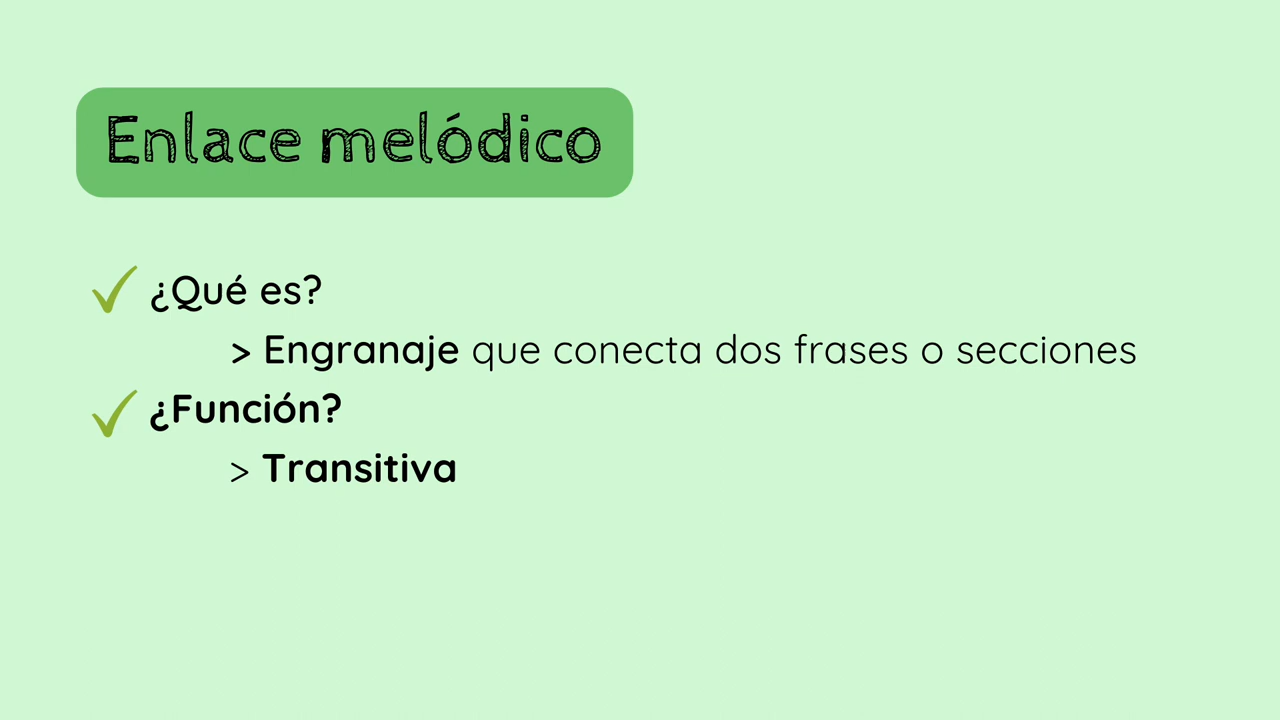 Enlace melódico
¿Qué es?
> Engranaje que conecta dos frases o secciones
¿Función?
> Transitiva